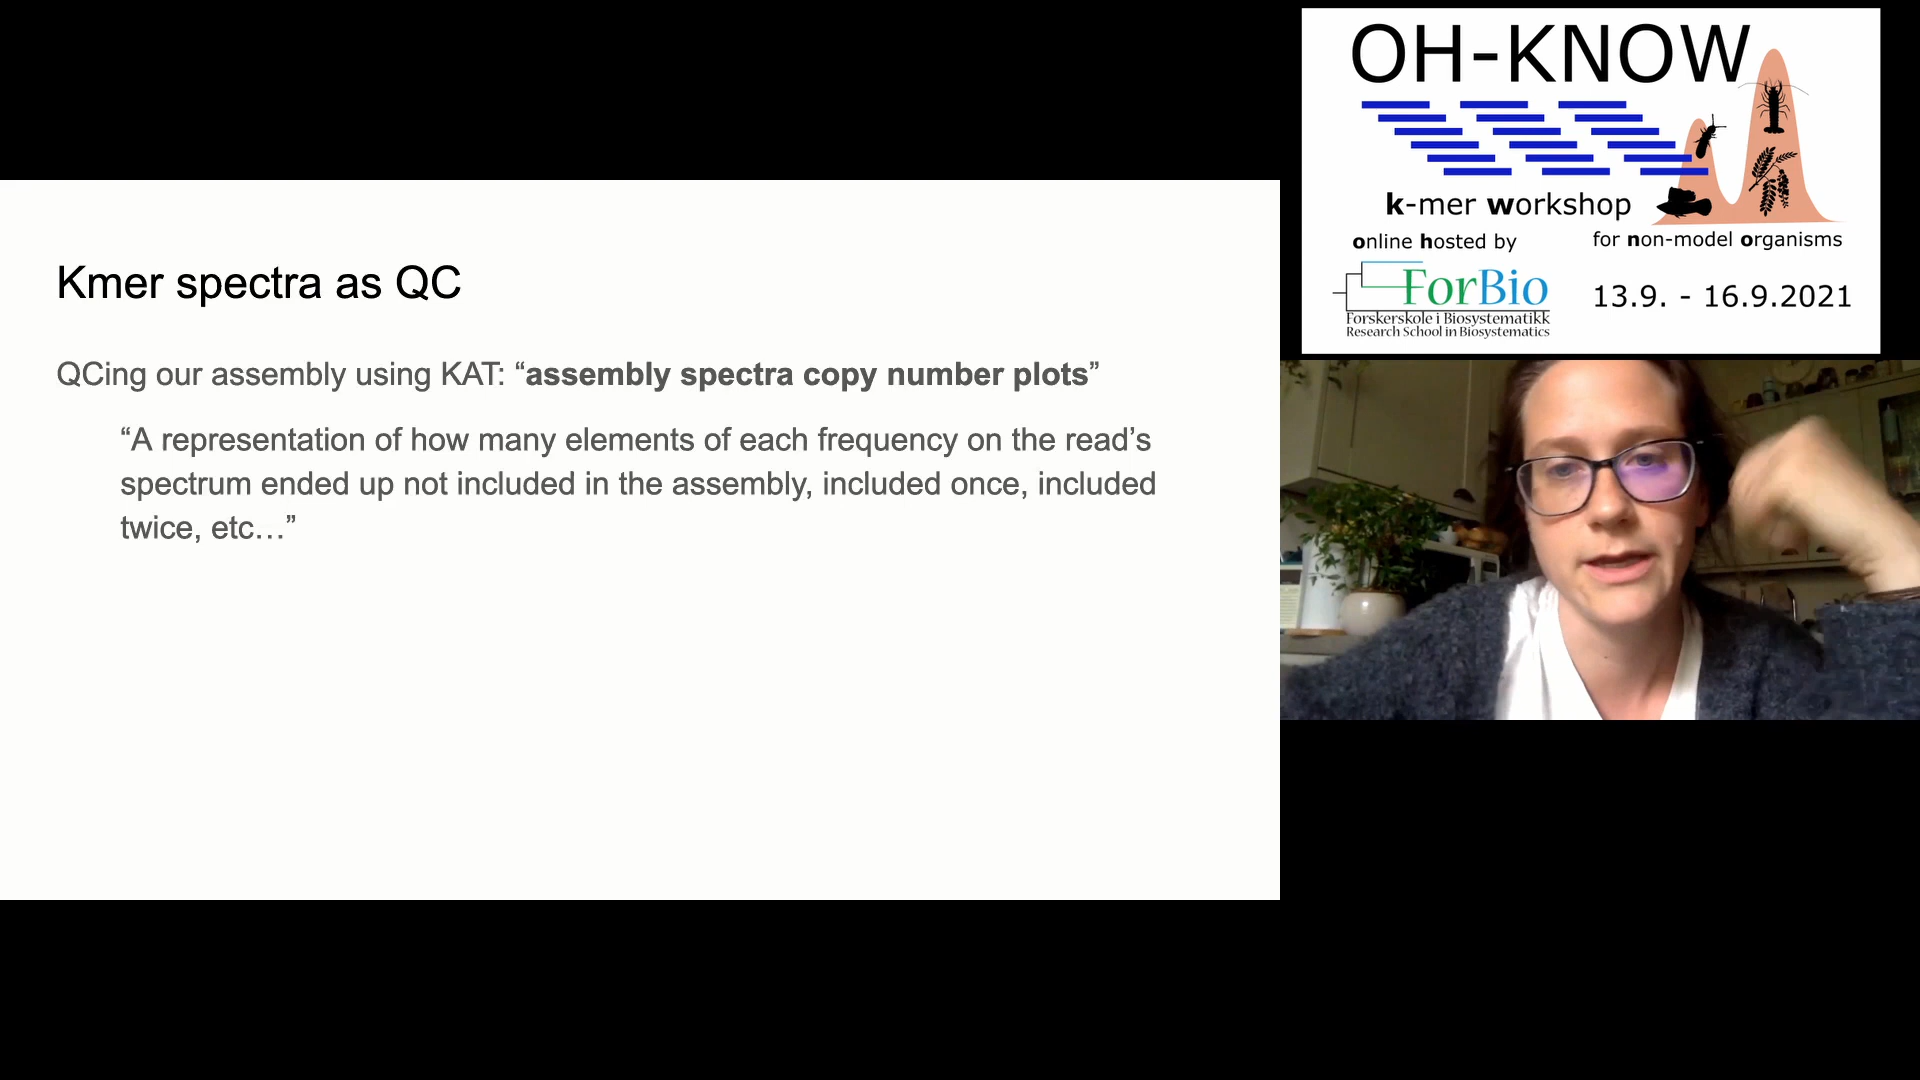 Kmer spectra as QC
QCing our assembly using KAT: “assembly spectra copy number plots”
“A representation of how many elements of each frequency on the read’s
spectrum ended up not included in the assembly, included once, included
twice, etc…”
OH-KNOW
k-mer workshop
online hosted by
for non-model organisms
ForBio
Forskerskole i Biosystematikk
Research School in Biosystematics
13.9. - 16.9.2021